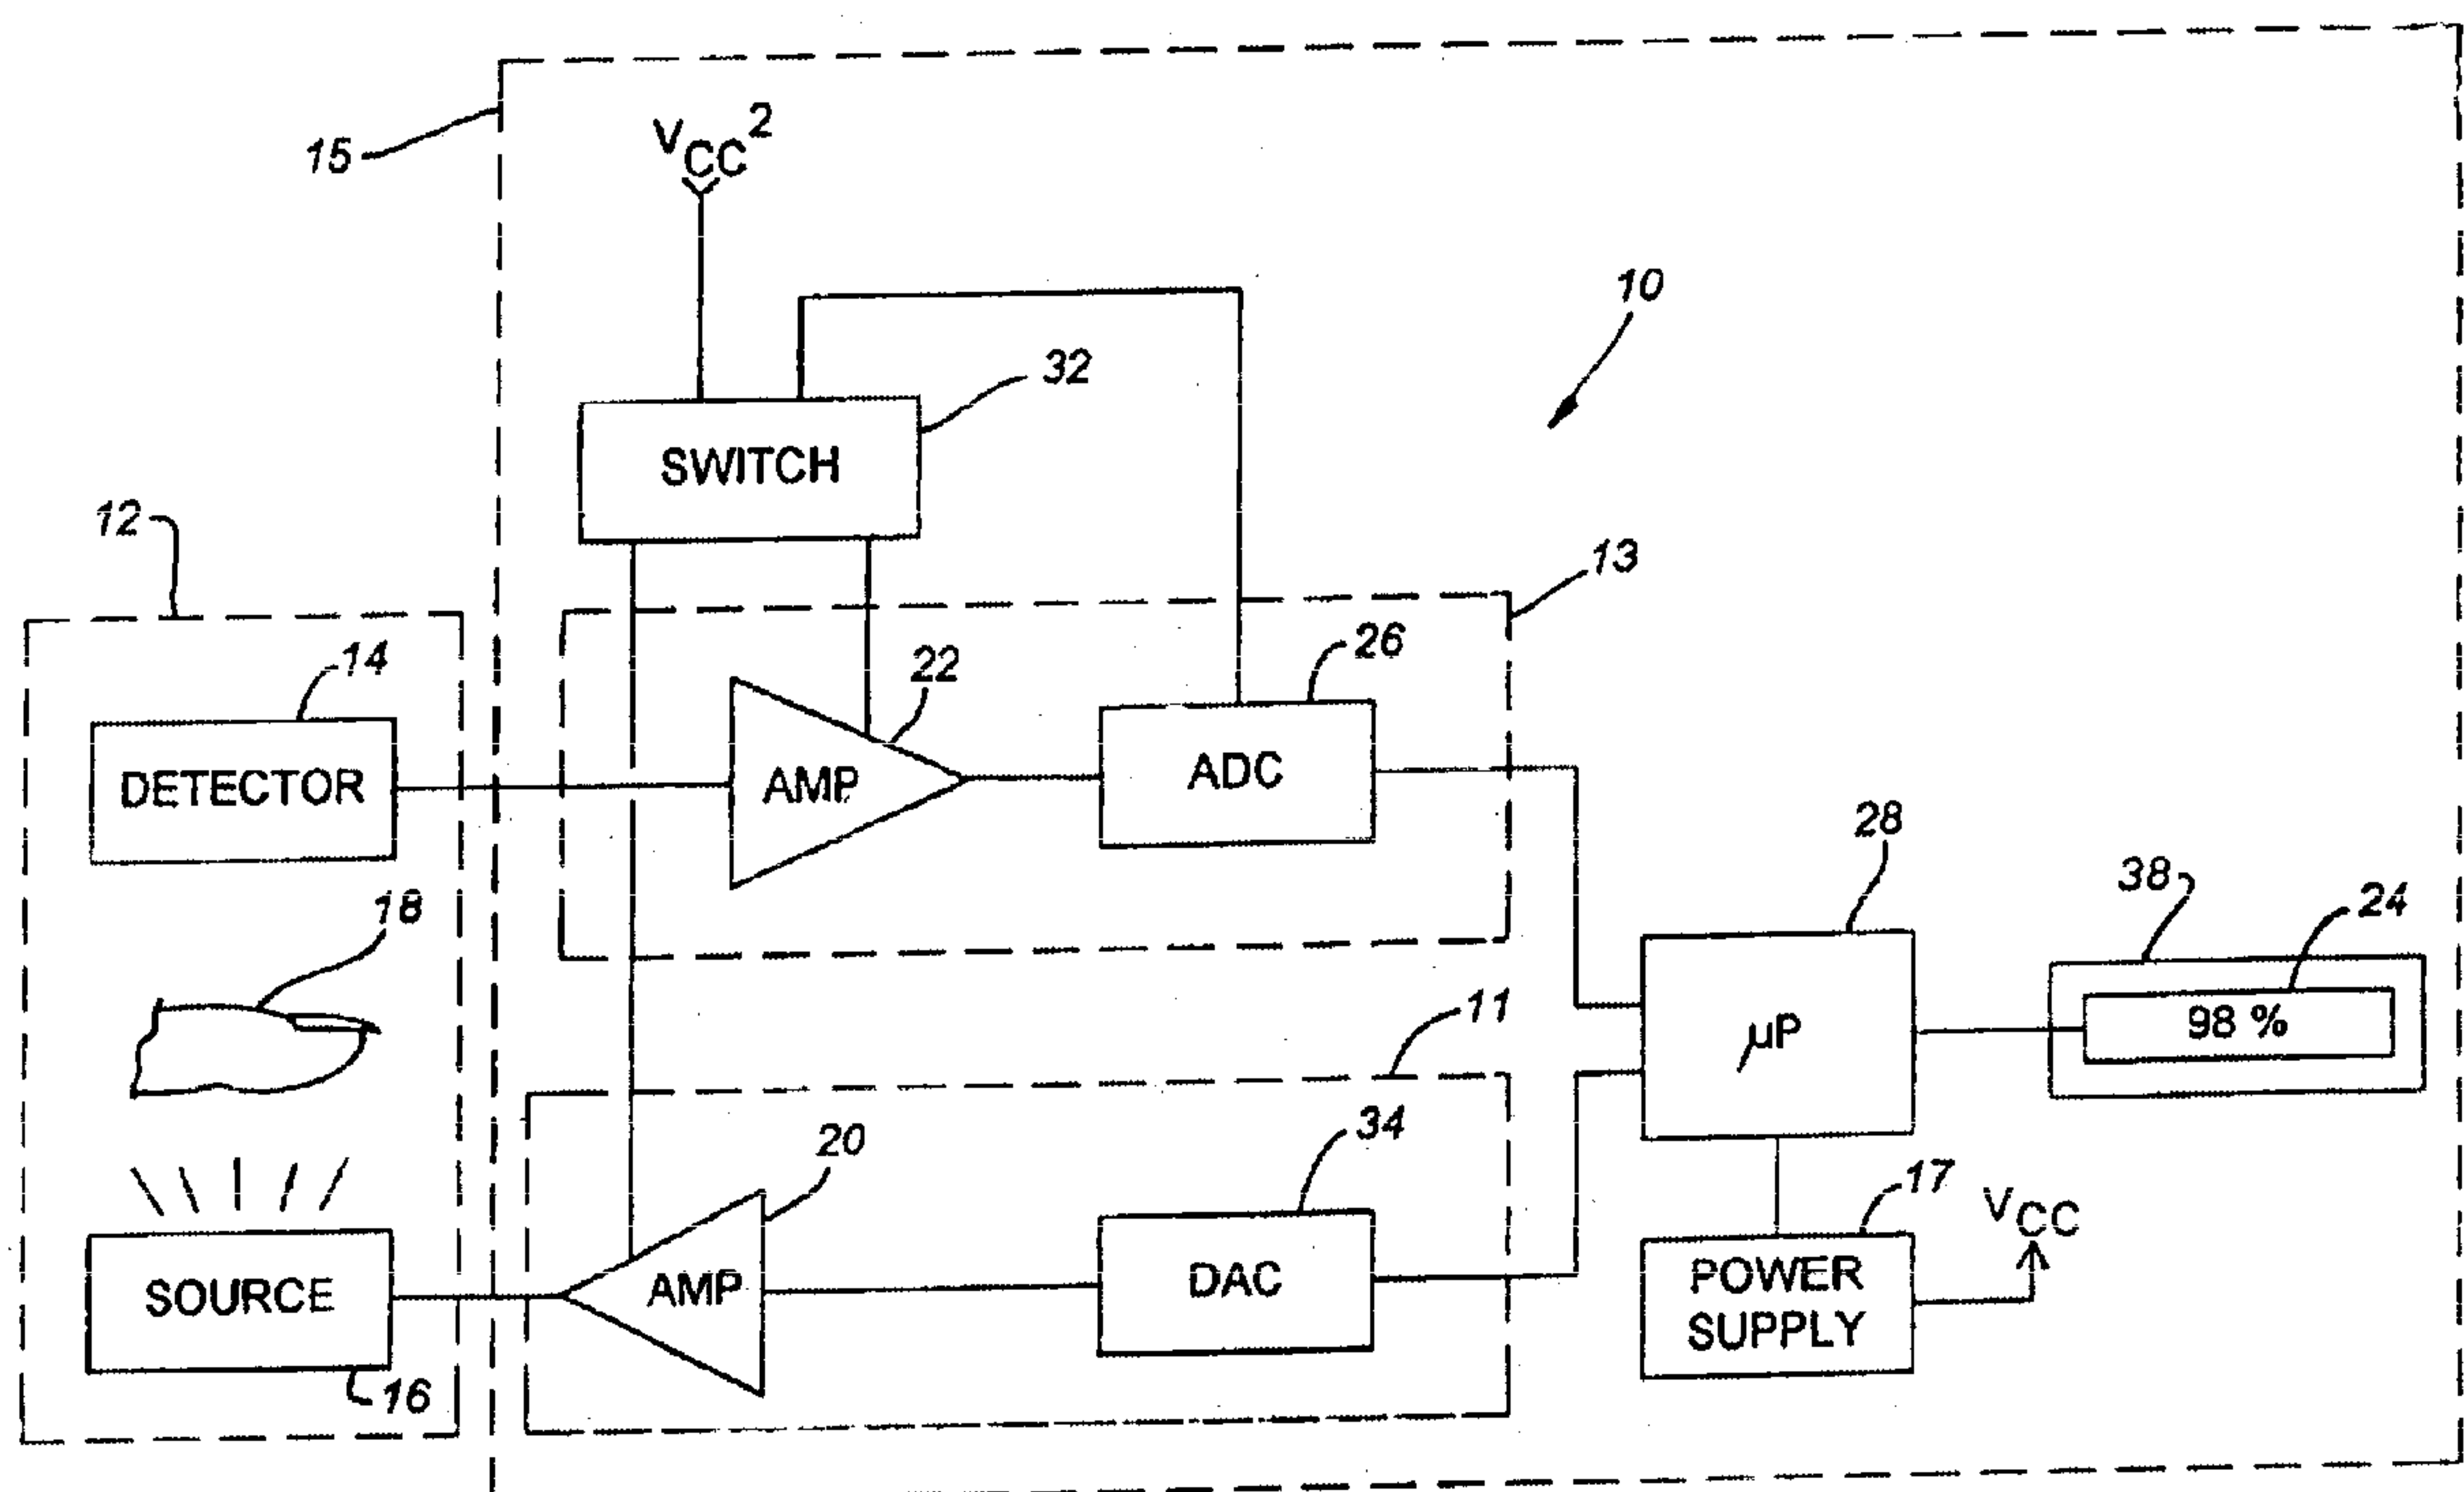 15
VCC2
10
32
SWITCH
12
13
14
22
26
DETECTOR
AMP
ADC
28
18
38
24
98 %
11
µP
20
34
17
VCC
SOURCE
AMP
DAC
POWER
SUPPLY
16